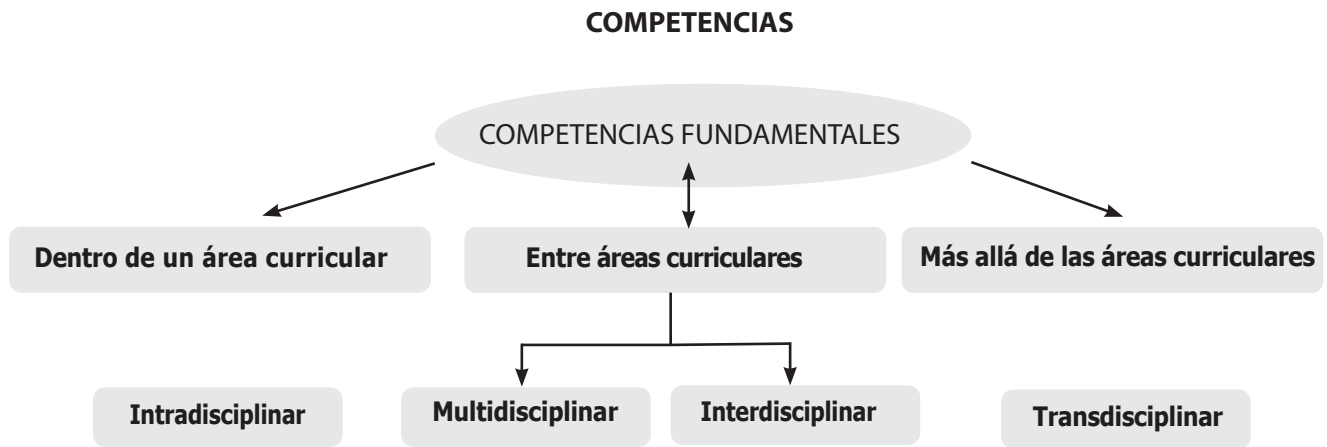 COMPETENCIAS
COMPETENCIAS FUNDAMENTALES
Dentro de un área curricular
Entre áreas curriculares
Más allá de las áreas curriculares
Intradisciplinar
Multidisciplinar
Interdisciplinar
Transdisciplinar